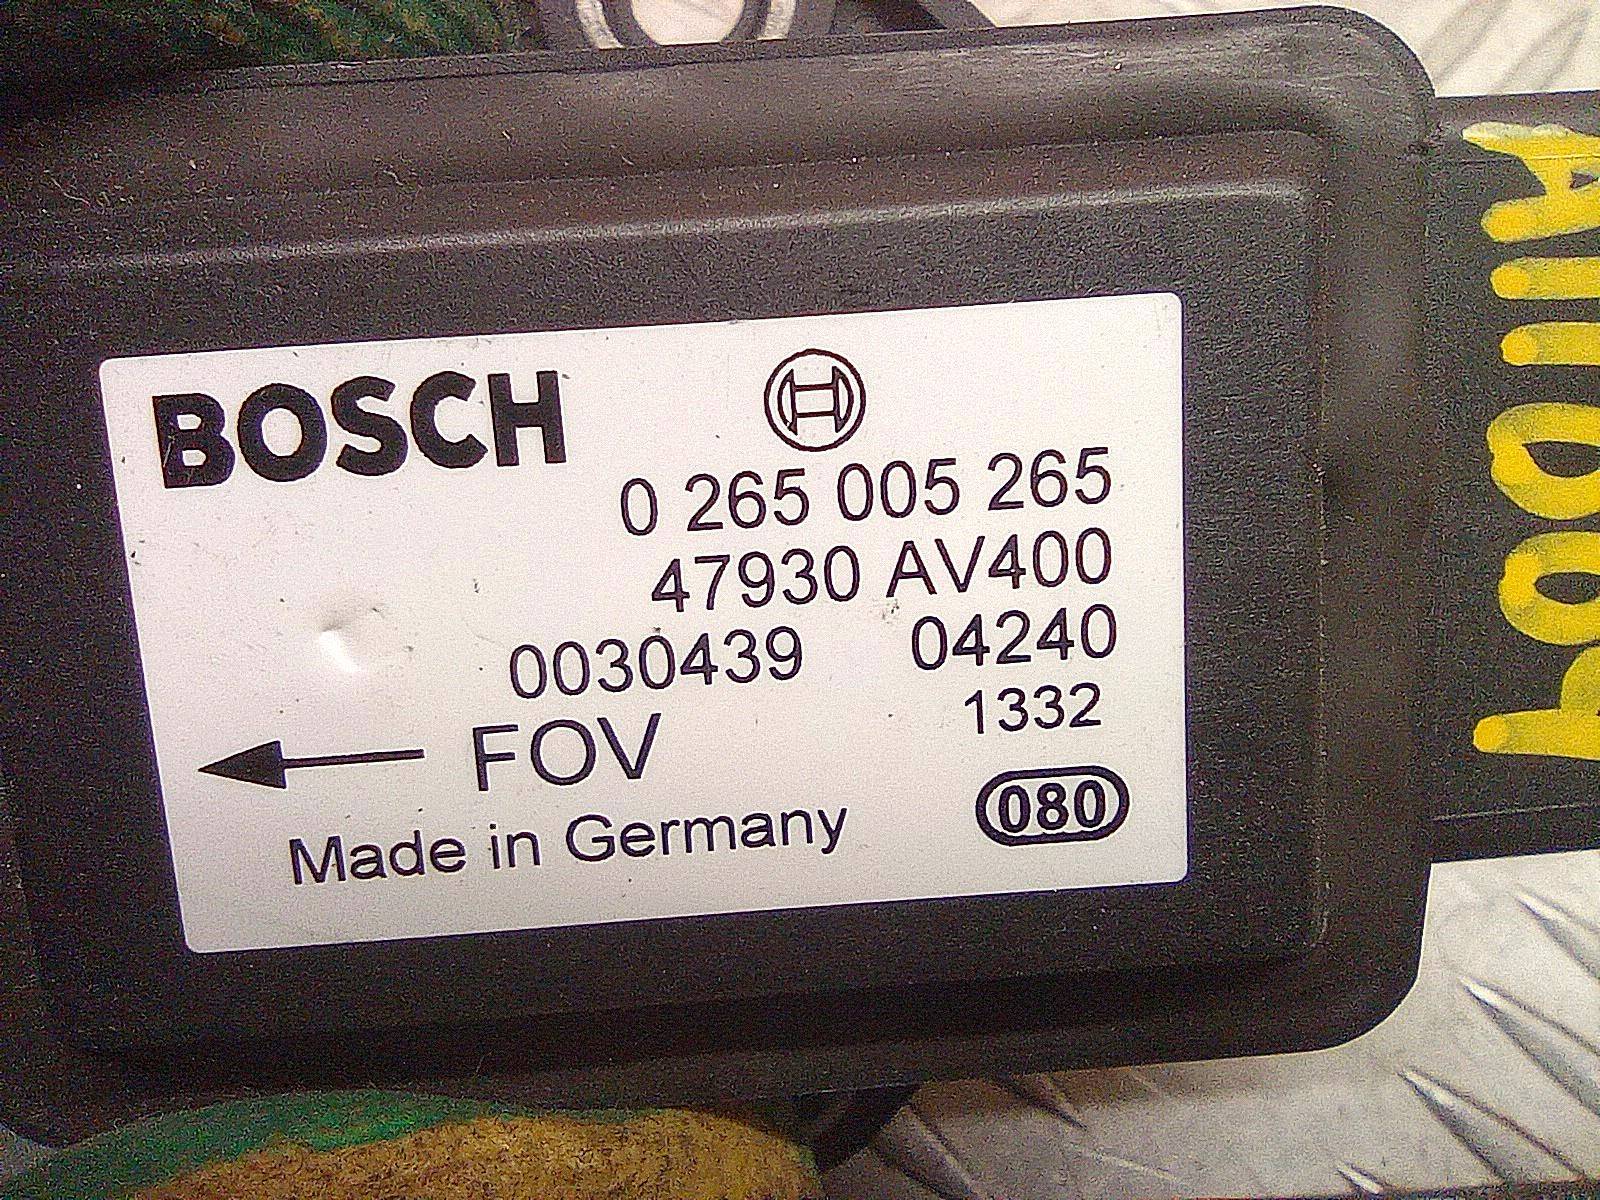 BOSCH
0 265 005 265
47930 AV400
0030439 04240
1332
FOV
080
Made in Germany